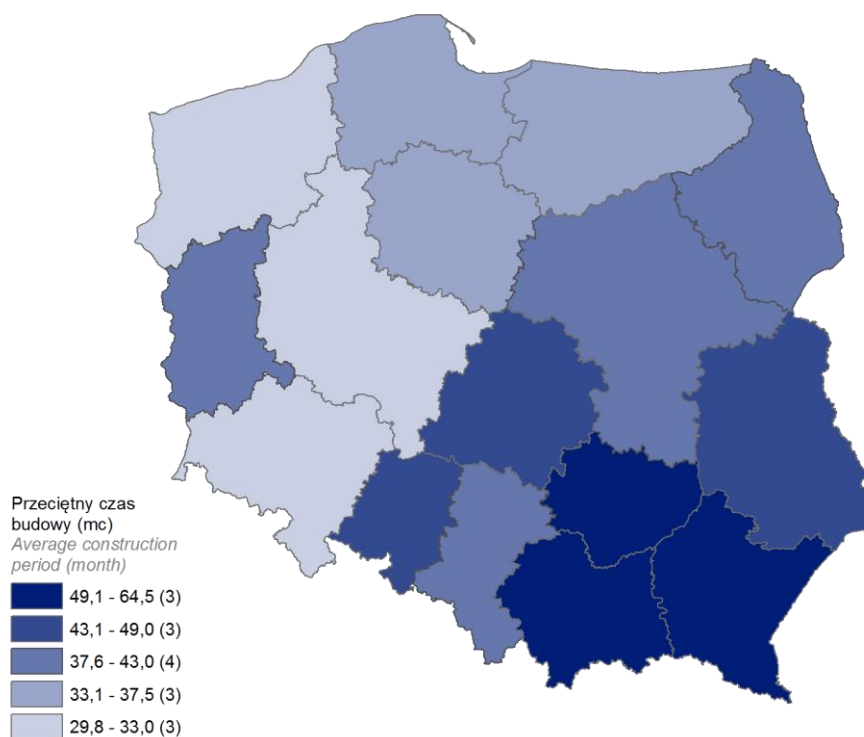 Przeciętny czas
budowy (mc)
Average construction
period (month)
49,1 - 64,5 (3)
43,1 - 49,0 (3)
37,6 - 43,0 (4)
33,1 - 37,5 (3)
29,8 - 33,0 (3)